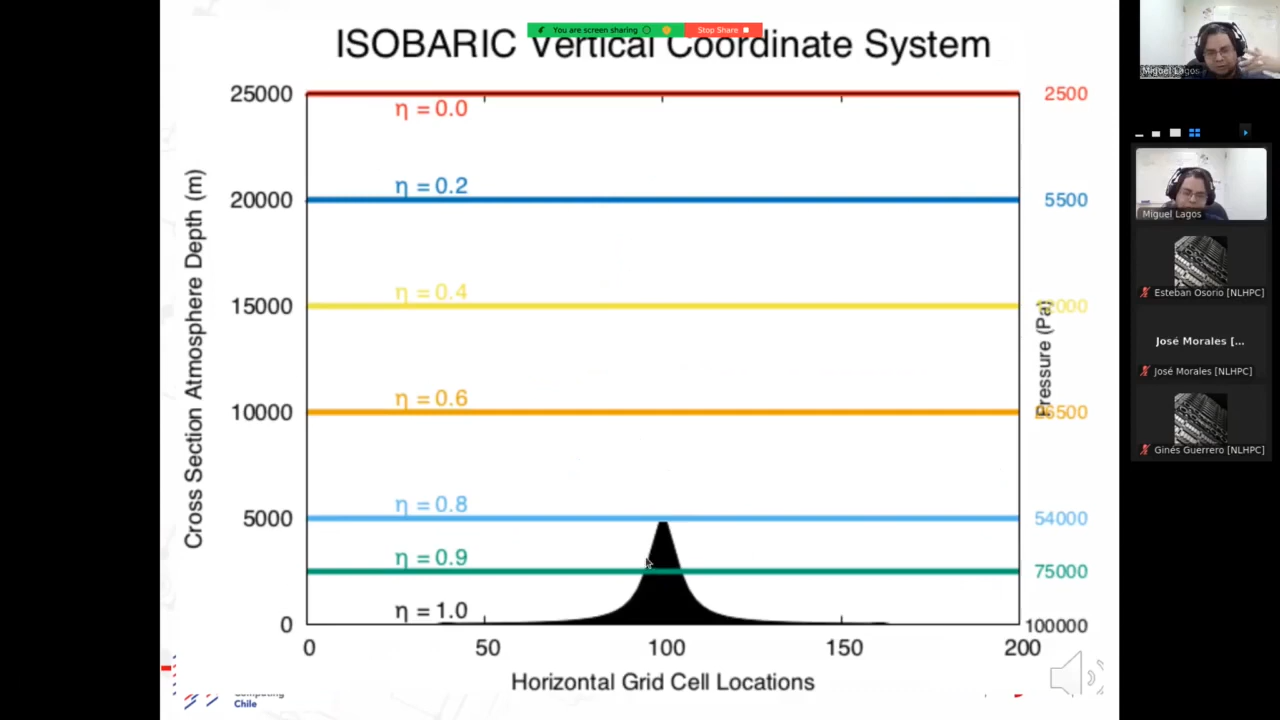 You are screen sharing
Stop Share
ISOBARIC Vertical Coordinate System
Miguel Lagos
25000
η = 0.0
2500
η = 0.2
20000
5500
η = 0.4
15000
Cross Section Atmosphere Depth (m)
Pressure (Pa)
η = 0.6
10000
26500
η = 0.8
5000
54000
η = 0.9
75000
η = 1.0
0
100000
0
50
100
150
200
Horizontal Grid Cell Locations
Chile
Miguel Lagos
Esteban Osorio [NLHPC]
José Morales [...
José Morales [NLHPC]
Ginés Guerrero [NLHPC]